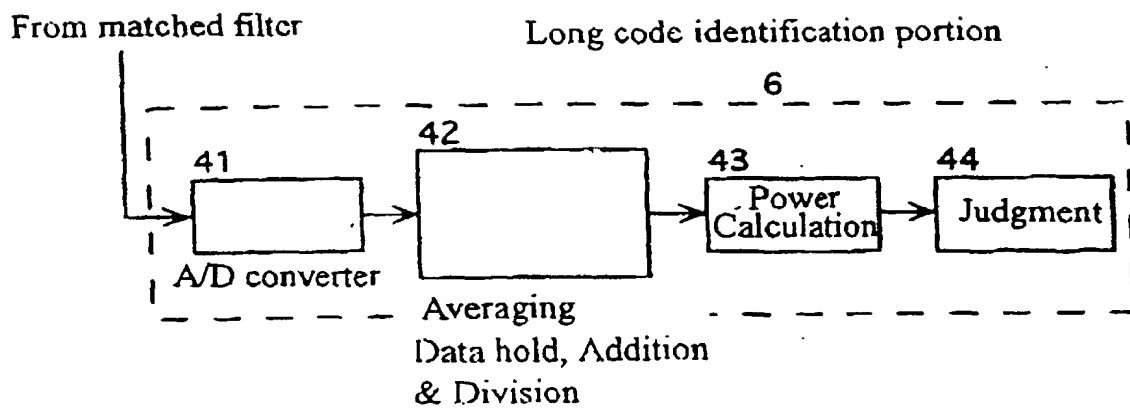 From matched filter
Long code identification portion
6
41
42
43
44
Power
Calculation
Judgment
A/D converter
Averaging
Data hold, Addition
& Division